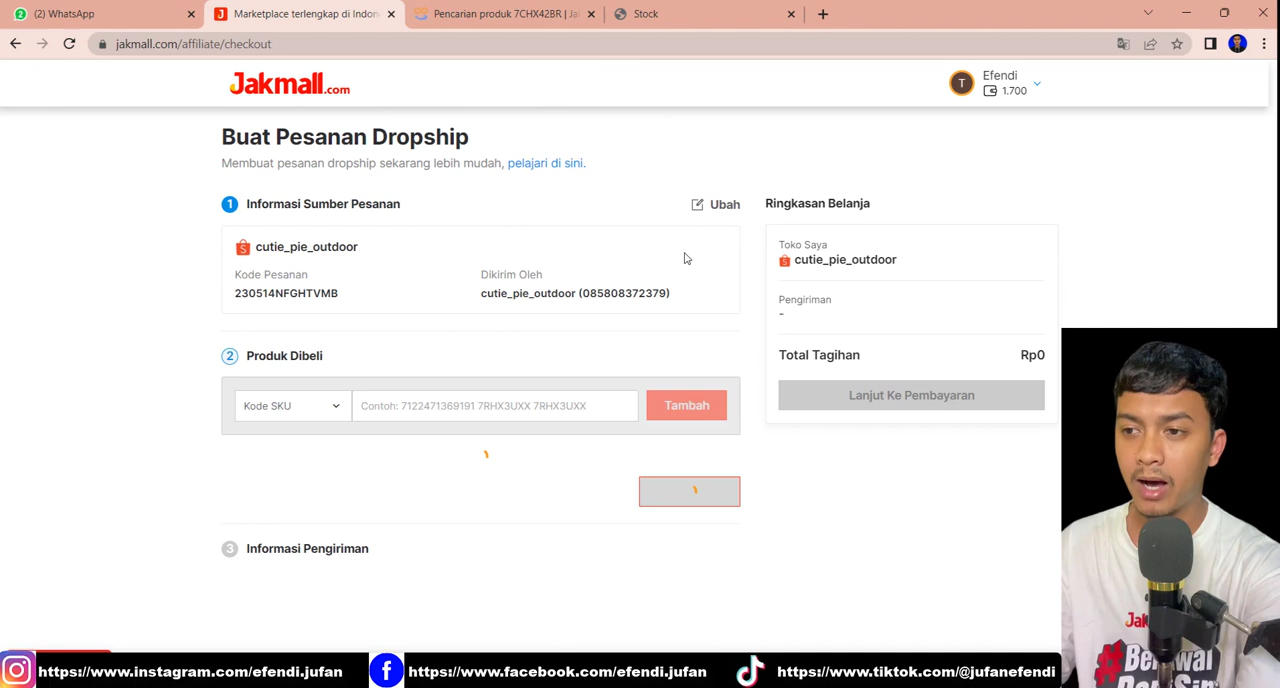 (2) WhatsApp
Marketplace terlengkap di Indon
Pencarian produk 7CHX42BR | Ja
Stock
jakmall.com/affiliate/checkout
Jakmall.com
T
Efendi
1.700
Buat Pesanan Dropship
Membuat pesanan dropship sekarang lebih mudah, pelajari di sini.
1 Informasi Sumber Pesanan
Ubah
cutie_pie_outdoor
Kode Pesanan
Dikirim Oleh
230514NFGHTVMB
cutie_pie_outdoor (085808372379)
2 Produk Dibeli
Kode SKU
Contoh: 7122471369191 7RHX3UXX 7RHX3UXX
Tambah
3 Informasi Pengiriman
Ringkasan Belanja
Toko Saya
cutie_pie_outdoor
Pengiriman
-
Total Tagihan
Rp0
Lanjut Ke Pembayaran
https://www.instagram.com/efendi.jufan
https://www.facebook.com/efendi.jufan
https://www.tiktok.com/@jufanefendi